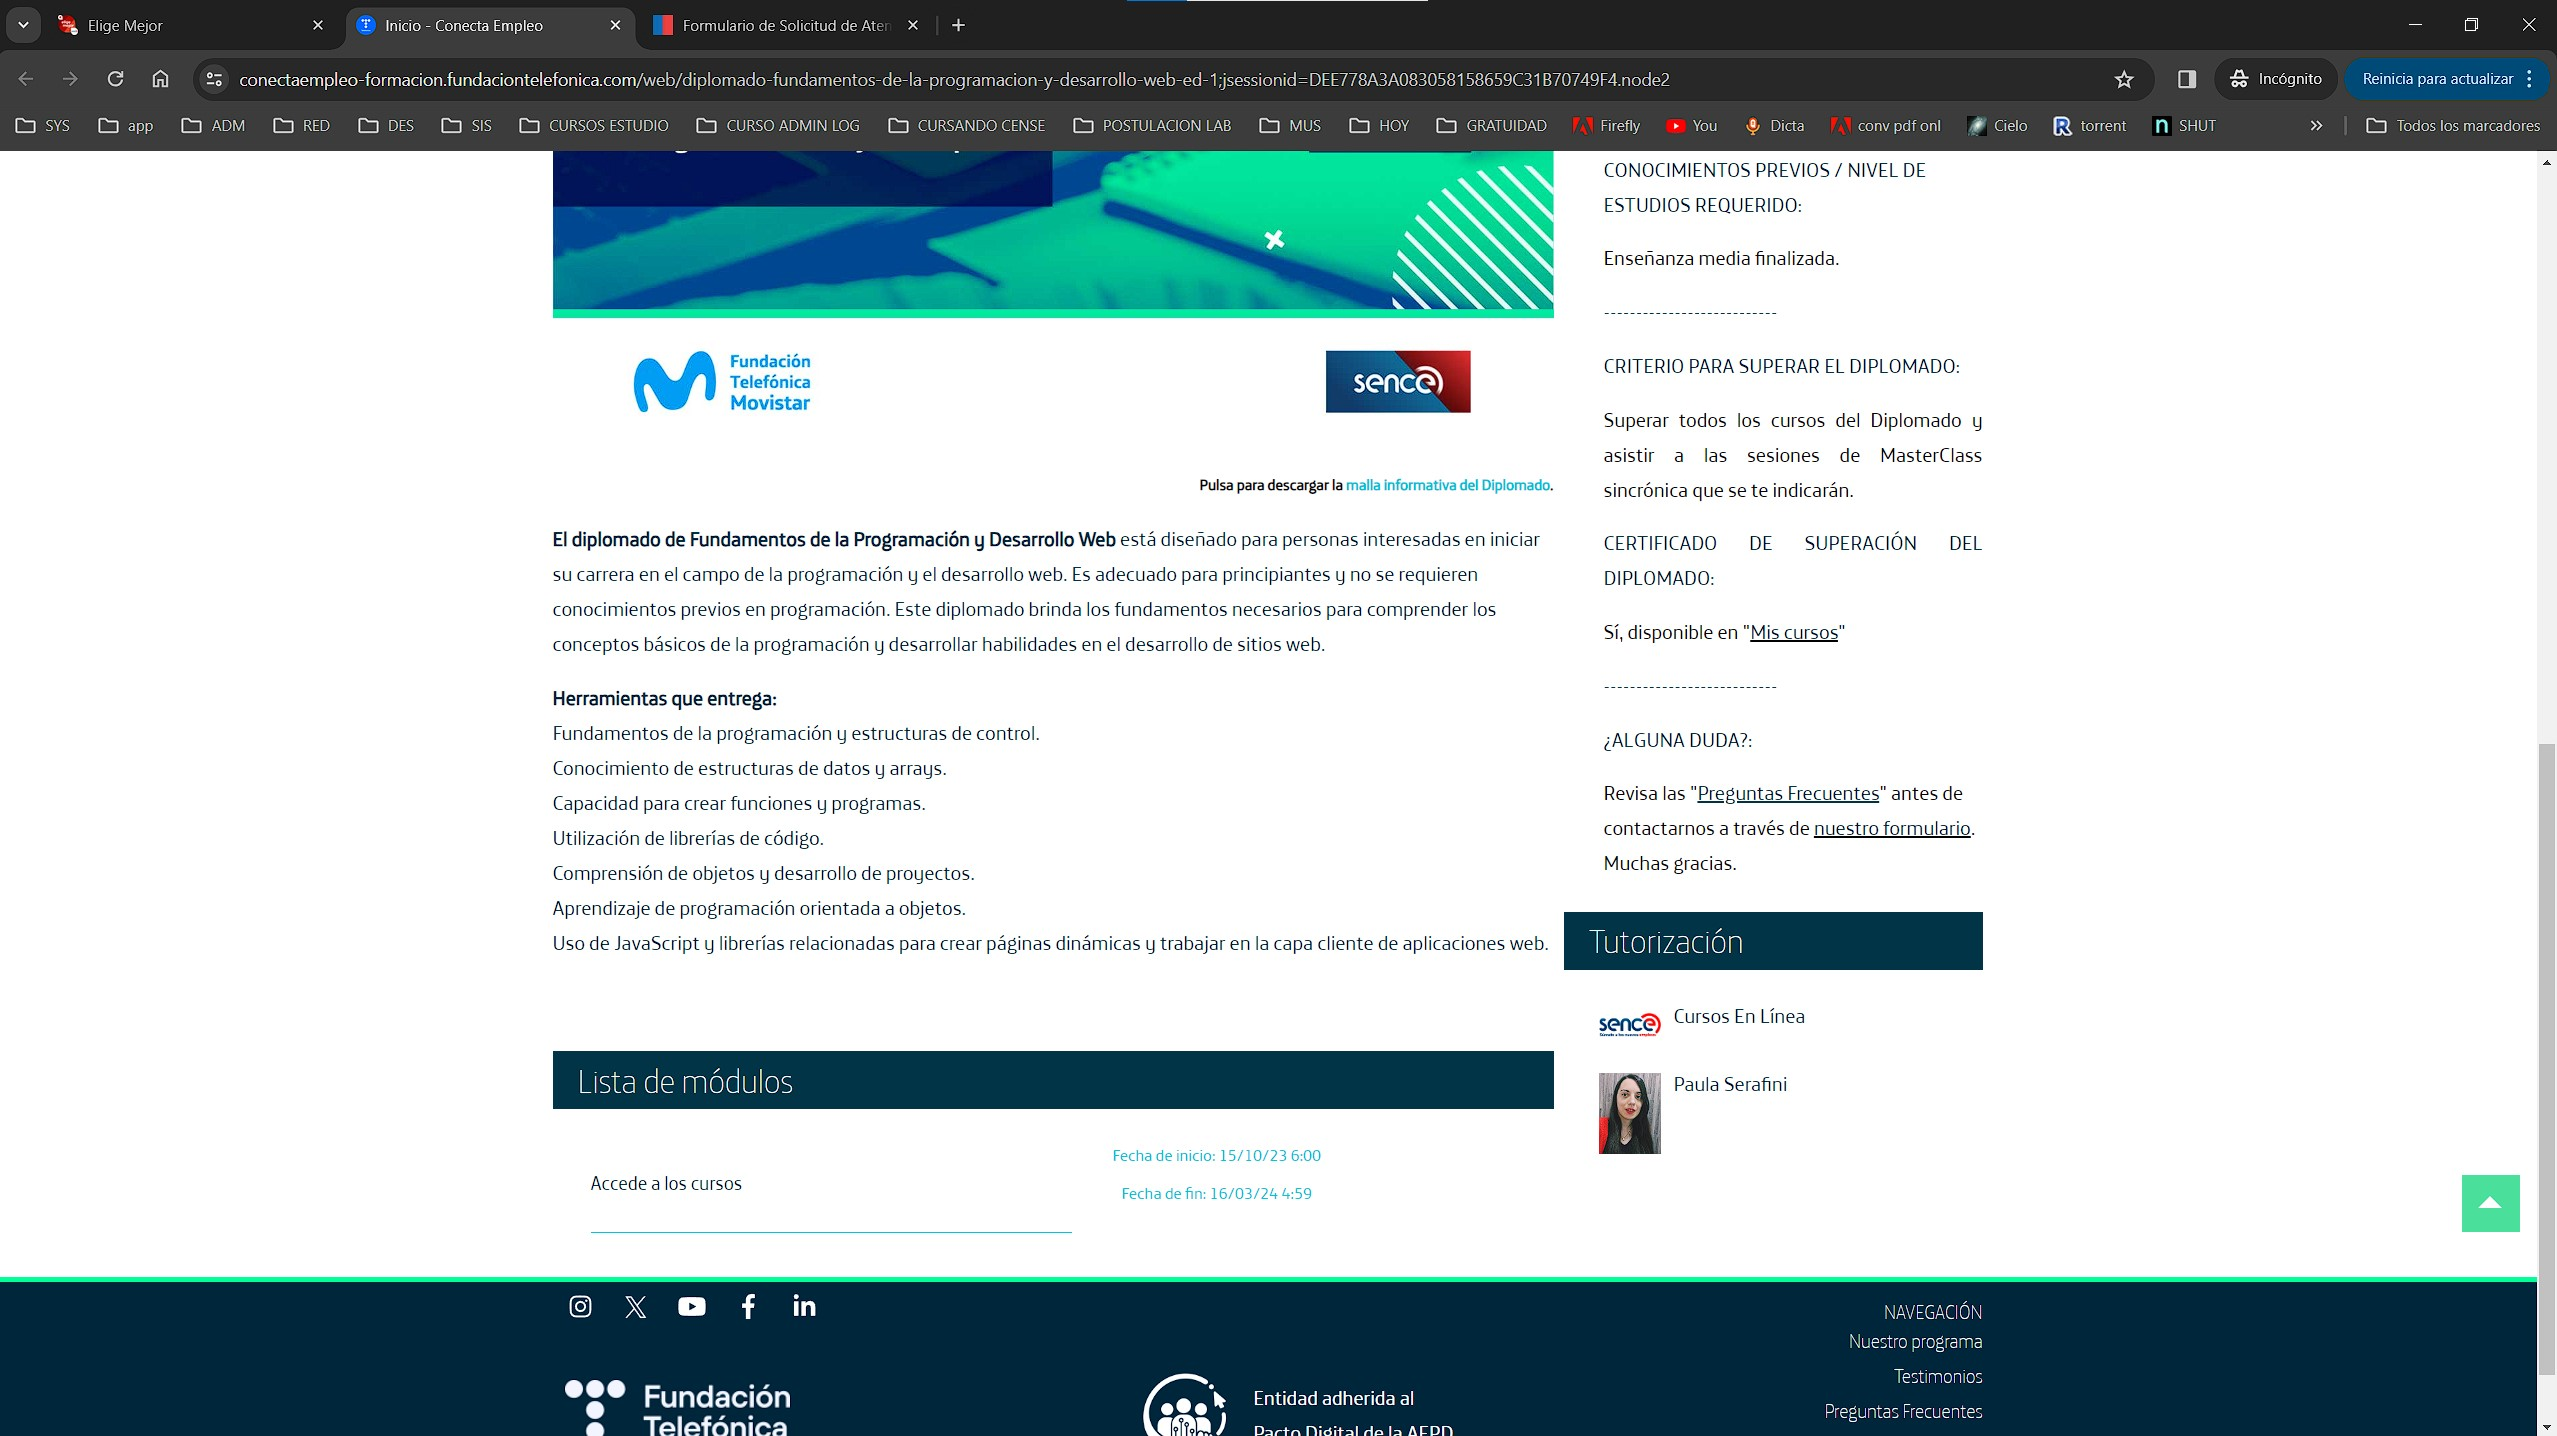 Elige Mejor
Inicio - Conecta Empleo
Formulario de Solicitud de Aten
conectaempleo-formacion.fundaciontelefonica.com/web/diplomado-fundamentos-de-la-programacion-y-desarrollo-web-ed-1;jsessionid=DEE778A3A083058158659C31B70749F4.node2
Incógnito
Reinicia para actualizar
SYS
app
ADM
RED
DES
SIS
CURSOS ESTUDIO
CURSO ADMIN LOG
CURSANDO CENSE
POSTULACION LAB
MUS
HOY
GRATUIDAD
Firefly
You
Dicta
conv pdf onl
Cielo
torrent
SHUT
Todos los marcadores
Fundación
Telefónica
Movistar
sence
Pulsa para descargar la malla informativa del Diplomado.
El diplomado de Fundamentos de la Programación y Desarrollo Web está diseñado para personas interesadas en iniciar
su carrera en el campo de la programación y el desarrollo web. Es adecuado para principiantes y no se requieren
conocimientos previos en programación. Este diplomado brinda los fundamentos necesarios para comprender los
conceptos básicos de la programación y desarrollar habilidades en el desarrollo de sitios web.
Herramientas que entrega:
Fundamentos de la programación y estructuras de control.
Conocimiento de estructuras de datos y arrays.
Capacidad para crear funciones y programas.
Utilización de librerías de código.
Comprensión de objetos y desarrollo de proyectos.
Aprendizaje de programación orientada a objetos.
Uso de JavaScript y librerías relacionadas para crear páginas dinámicas y trabajar en la capa cliente de aplicaciones web.
Lista de módulos
Accede a los cursos
Fecha de inicio: 15/10/23 6:00
Fecha de fin: 16/03/24 4:59
CONOCIMIENTOS PREVIOS / NIVEL DE
ESTUDIOS REQUERIDO:
Enseñanza media finalizada.
---------------------------
CRITERIO PARA SUPERAR EL DIPLOMADO:
Superar todos los cursos del Diplomado y
asistir a las sesiones de MasterClass
sincrónica que se te indicarán.
CERTIFICADO DE SUPERACIÓN DEL
DIPLOMADO:
Sí, disponible en "Mis cursos"
---------------------------
¿ALGUNA DUDA?:
Revisa las "Preguntas Frecuentes" antes de
contactarnos a través de nuestro formulario.
Muchas gracias.
Tutorización
sence
Cursos En Línea
Paula Serafini
Fundación
Telefónica
Entidad adherida al
Pacto Digital de la AEPD
NAVEGACIÓN
Nuestro programa
Testimonios
Preguntas Frecuentes